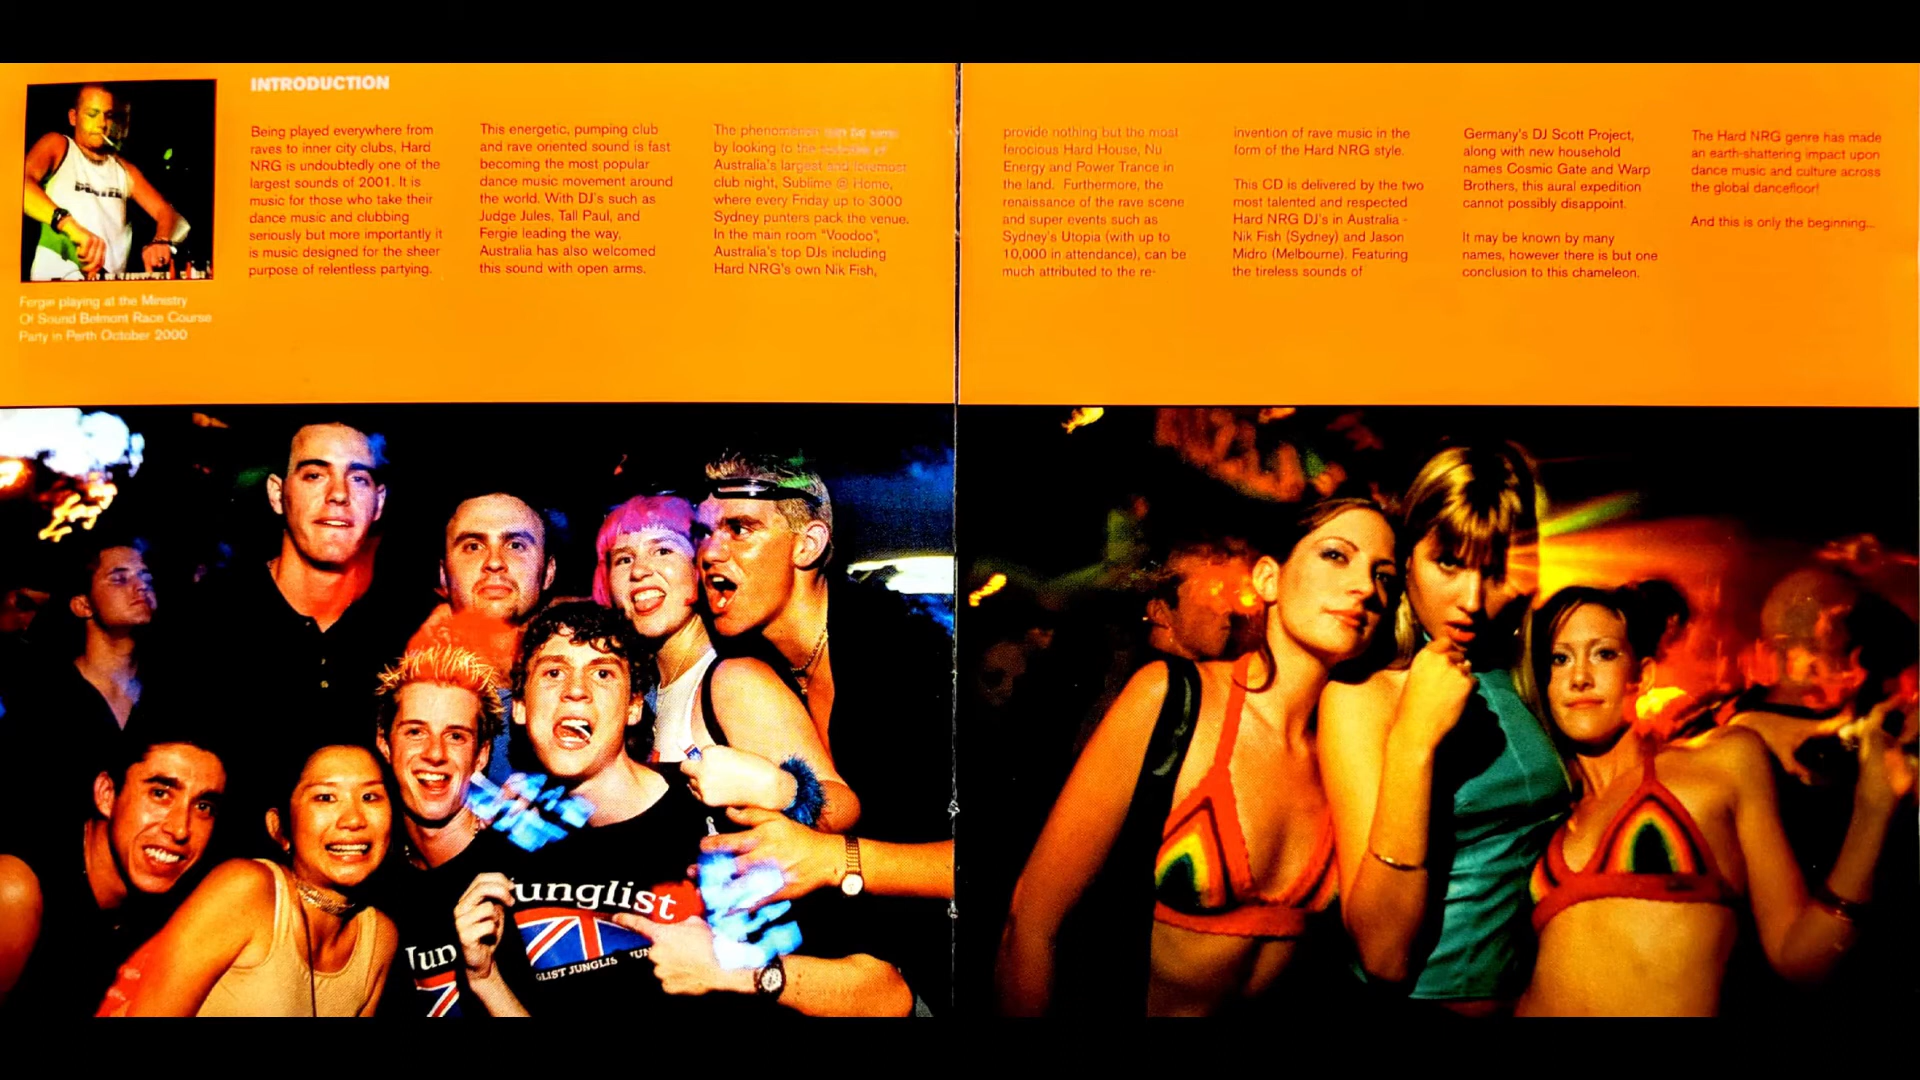 INTRODUCTION
Being played everywhere from
raves to inner city clubs, Hard
NRG is undoubtedly one of the
largest sounds of 2001. It is
music for those who take their
dance music and clubbing
seriously but more importantly it
is music designed for the sheer
purpose of relentless partying.
This energetic, pumping club
and rave oriented sound is fast
becoming the most popular
dance music movement around
the world. With DJ's such as
Judge Jules, Tall Paul, and
Fergie leading the way,
Australia has also welcomed
this sound with open arms.
The phenomenon can be seen
by looking to the
Australia's largest and foremost
club night, Sublime @ Home,
where every Friday up to 3000
Sydney punters pack the venue.
In the main room "Voodoo",
Australia's top DJs including
Hard NRG's own Nik Fish,
provide nothing but the most
ferocious Hard House, Nu
Energy and Power Trance in
the land. Furthermore, the
renaissance of the rave scene
and super events such as
Sydney's Utopia (with up to
10,000 in attendance), can be
much attributed to the re-
invention of rave music in the
form of the Hard NRG style.
This CD is delivered by the two
most talented and respected
Hard NRG DJ's in Australia -
Nik Fish (Sydney) and Jason
Midro (Melbourne). Featuring
the tireless sounds of
Germany's DJ Scott Project,
along with new household
names Cosmic Gate and Warp
Brothers, this aural expedition
cannot possibly disappoint.
It may be known by many
names, however there is but one
conclusion to this chameleon.
The Hard NRG genre has made
an earth-shattering impact upon
dance music and culture across
the global dancefloor!
And this is only the beginning...
Fergie playing at the Ministry
Of Sound Belmont Race Course
Party in Perth October 2000
unglist
GLIST JUNGLIS
Jun